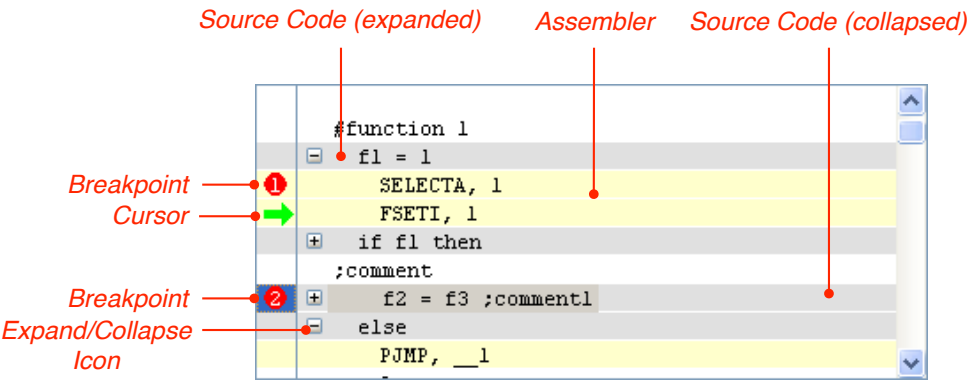 Source Code (expanded)
Assembler
Source Code (collapsed)
#function 1
f1 = 1
Breakpoint
1
SELECTA, 1
Cursor
FSETI, 1
if f1 then
;comment
Breakpoint
2
f2 = f3 ;comment1
Expand/Collapse
Icon
else
PJMP, __1